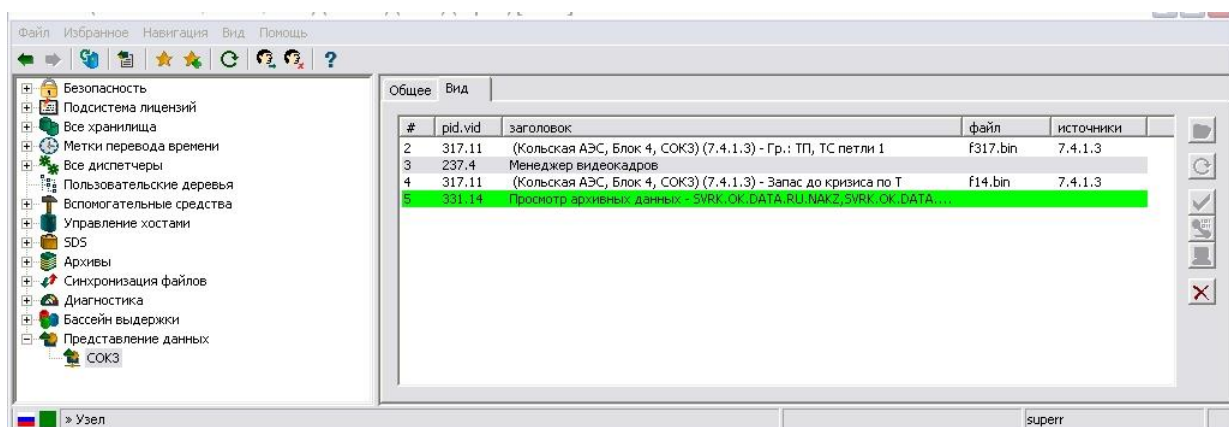 Файл Избранное Навигация Вид Помощь
?
Безопасность
Подсистема лицензий
Все хранилища
Метки перевода времени
Все диспетчеры
Пользовательские деревья
Вспомогательные средства
Управление хостами
SDS
Архивы
Синхронизация файлов
Диагностика
Бассейн выдержки
Представление данных
СОК3
Общее Вид
# pid.vid заголовок файл источники
2 317.11 (Кольская АЭС, Блок 4, СОК3) (7.4.1.3) - Гр.: ТП, ТС петли 1 f317.bin 7.4.1.3
3 237.4 Менеджер видеокадров
4 317.11 (Кольская АЭС, Блок 4, СОК3) (7.4.1.3) - Запас до кризиса по Т f14.bin 7.4.1.3
5 331.14 Просмотр архивных данных - SVRK.OK.DATA.RU.NAKZ,SVRK.OK.DATA....
» Узел superr